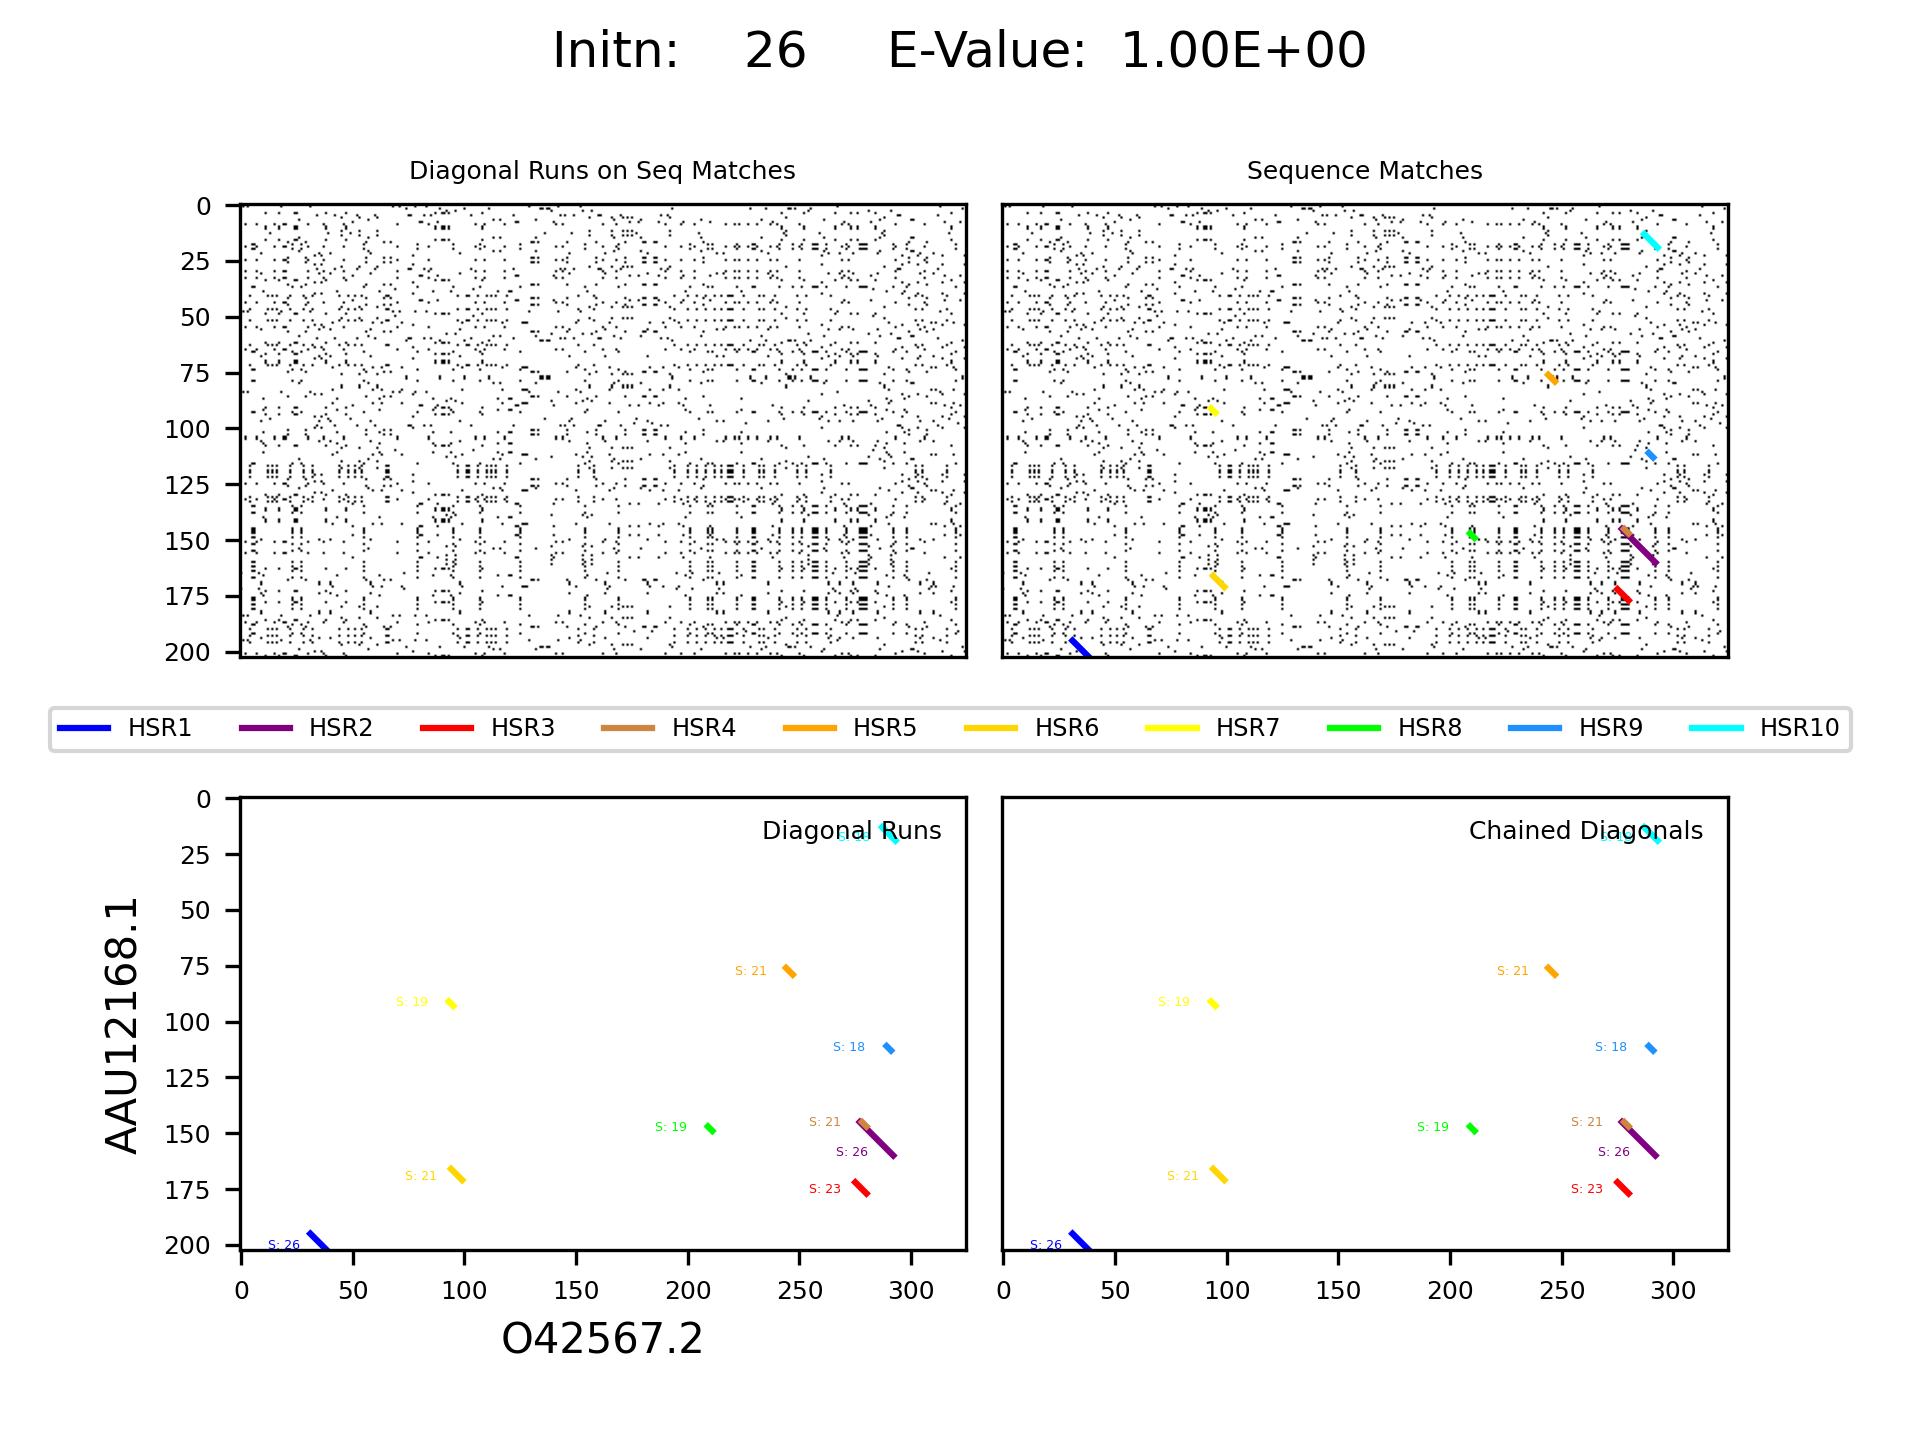 Initn: 26 E-Value: 1.00E+00
Diagonal Runs on Seq Matches
Sequence Matches
0
25
50
75
100
125
150
175
200
HSR1 HSR2 HSR3 HSR4 HSR5 HSR6 HSR7 HSR8 HSR9 HSR10
Diagonal Runs
S: 21
S: 19
S: 18
S: 21
S: 19
S: 26
S: 21
S: 23
S: 26
Chained Diagonals
S: 21
S: 19
S: 18
S: 21
S: 19
S: 26
S: 21
S: 23
S: 26
0
25
50
75
100
125
150
175
200
0 50 100 150 200 250 300
0 50 100 150 200 250 300
AAU12168.1
O42567.2